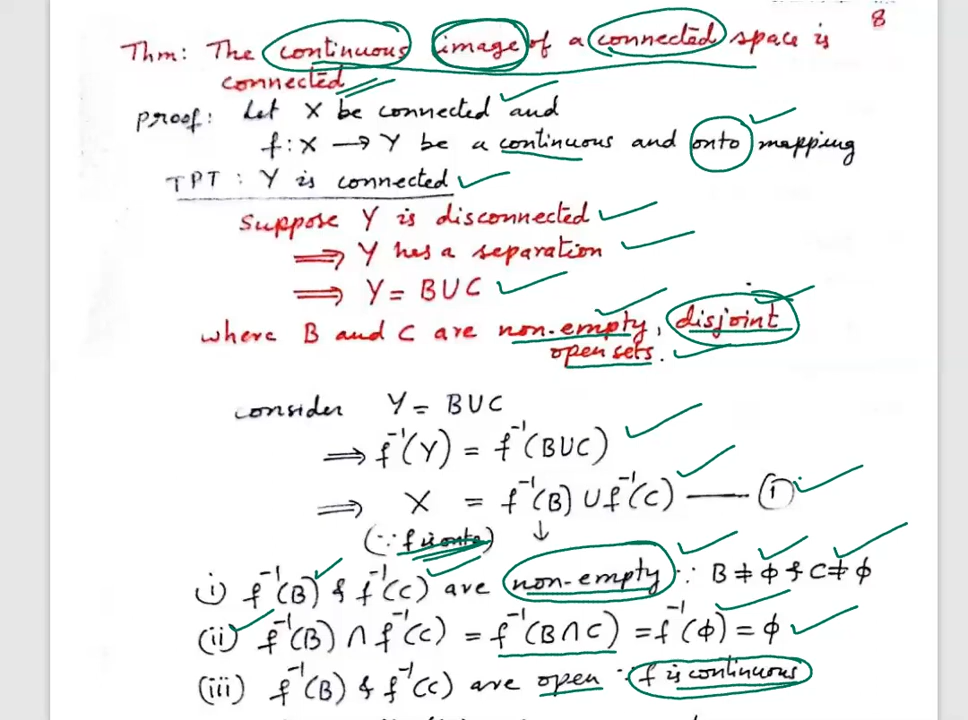 8
Thm: The continuous image of a connected space is
connected
proof: Let X be connected and
f: X → Y be a continuous and onto mapping
TPT: Y is connected
Suppose Y is disconnected
⟹ Y has a separation
⟹ Y = B∪C
where B and C are non-empty, disjoint
open sets.
consider Y = B∪C
⟹ f⁻¹(Y) = f⁻¹(B∪C)
⟹ X = f⁻¹(B) ∪ f⁻¹(C) —— ①
(∵ f is onto) ↓
i) f⁻¹(B) & f⁻¹(C) are non-empty ∵ B ≠ ϕ & C ≠ ϕ
(ii) f⁻¹(B) ∩ f⁻¹(C) = f⁻¹(B∩C) = f⁻¹(ϕ) = ϕ
(iii) f⁻¹(B) & f⁻¹(C) are open ∵ f is continuous